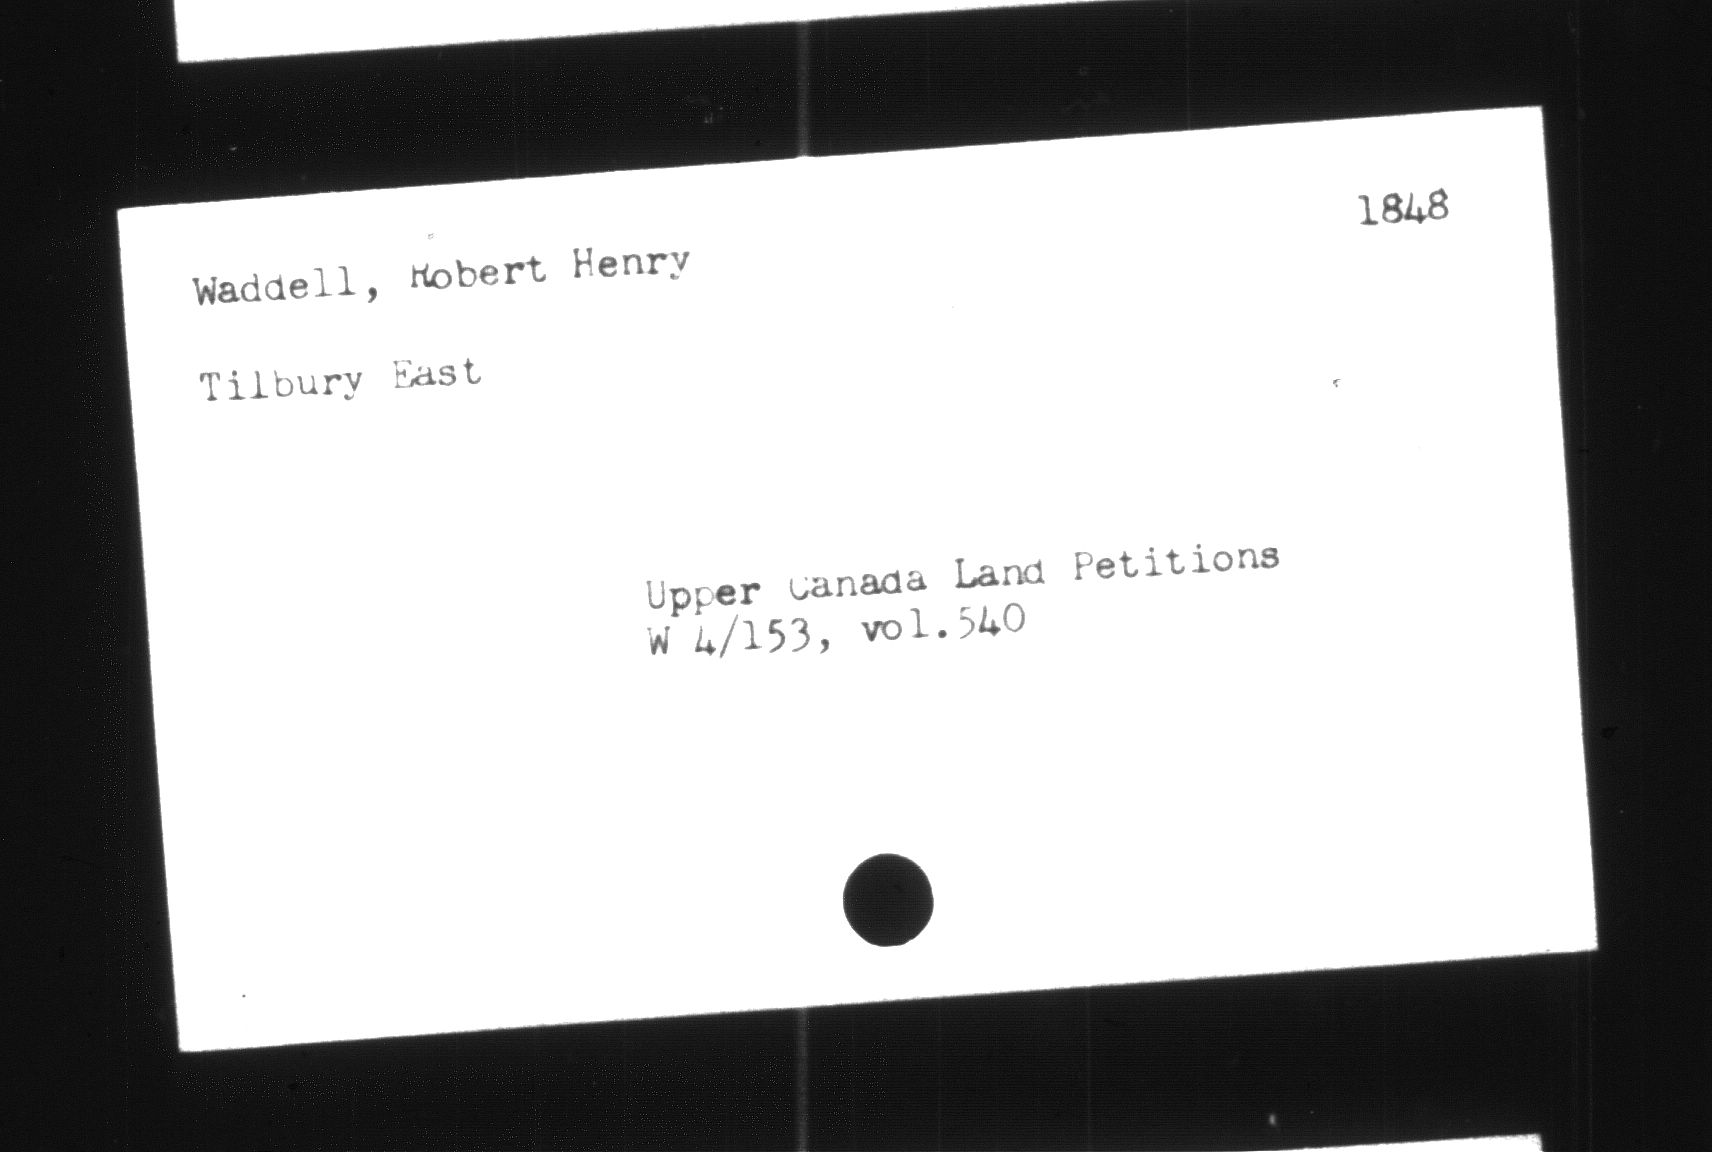 1848
Waddell, Robert Henry
Tilbury East
Upper Canada Land Petitions
W 4/153, vol.540